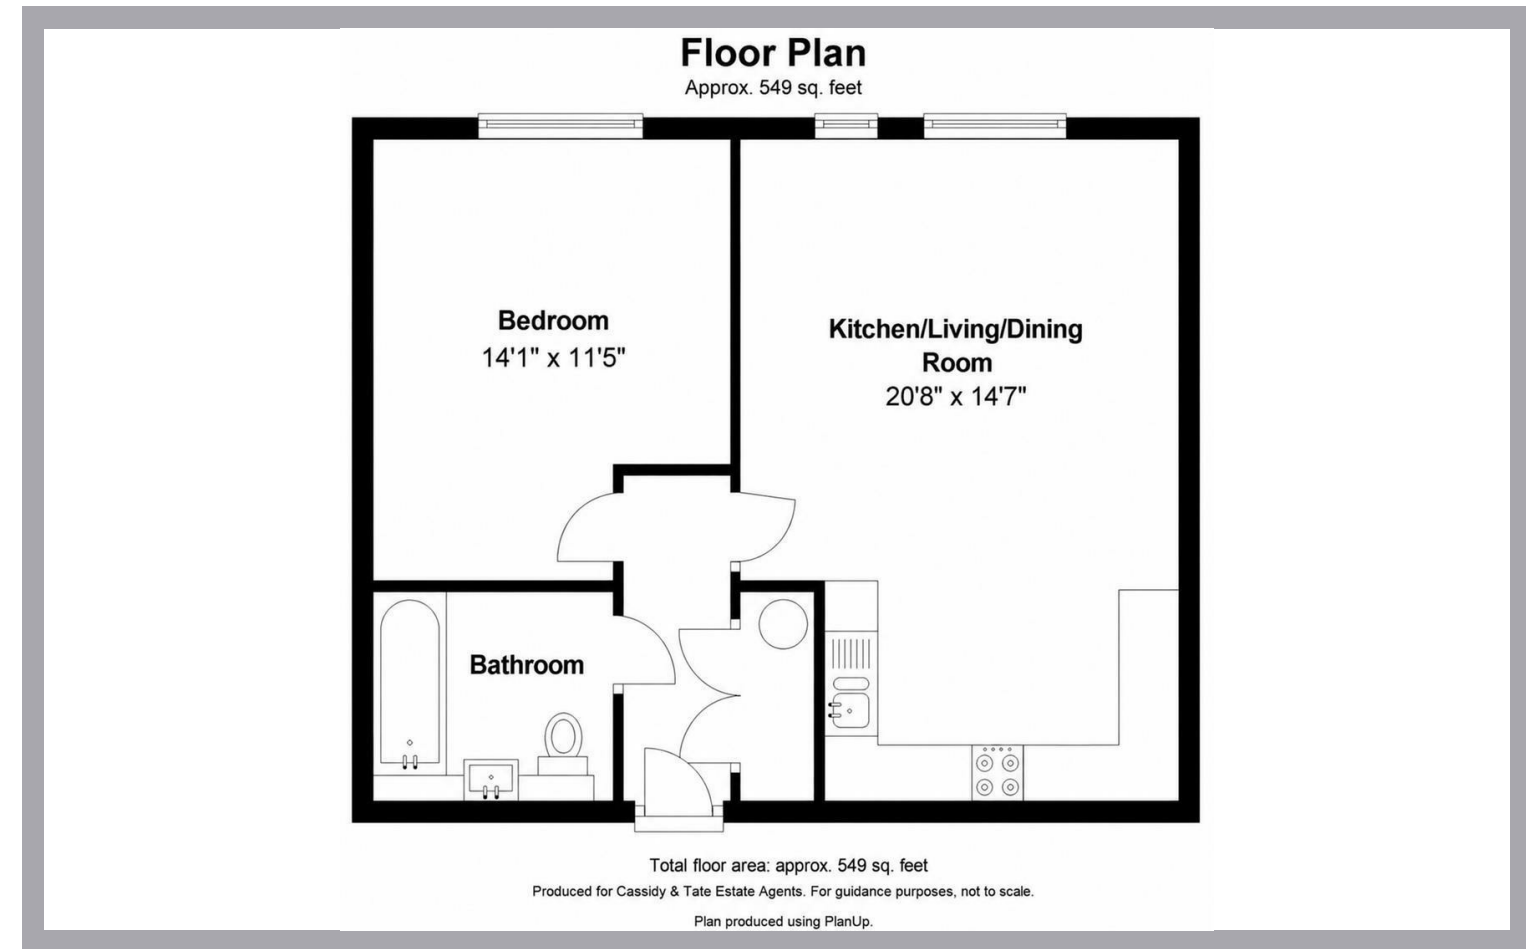 Floor Plan
Approx. 549 sq. feet
Bedroom
14'1" x 11'5"
Kitchen/Living/Dining
Room
20'8" x 14'7"
Bathroom
Total floor area: approx. 549 sq. feet
Produced for Cassidy & Tate Estate Agents. For guidance purposes, not to scale.
Plan produced using PlanUp.